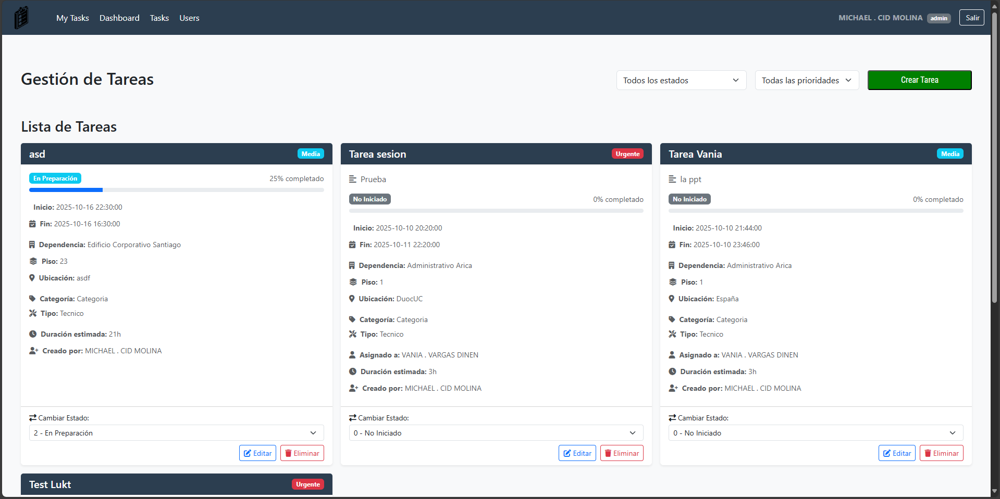 My Tasks Dashboard Tasks Users MICHAEL . CID MOLINA admin Salir
Gestión de Tareas Todos los estados Todas las prioridades Crear Tarea
Lista de Tareas
asd Media
En Preparación 25% completado
Inicio: 2025-10-16 22:30:00
Fin: 2025-10-16 16:30:00
Dependencia: Edificio Corporativo Santiago
Piso: 23
Ubicación: asdf
Categoría: Categoria
Tipo: Tecnico
Duración estimada: 21h
Creado por: MICHAEL . CID MOLINA
Cambiar Estado:
2 - En Preparación
Editar Eliminar
Tarea sesion Urgente
Prueba
No Iniciado 0% completado
Inicio: 2025-10-10 20:20:00
Fin: 2025-10-11 22:20:00
Dependencia: Administrativo Arica
Piso: 1
Ubicación: DuocUC
Categoría: Categoria
Tipo: Tecnico
Asignado a: VANIA . VARGAS DINEN
Duración estimada: 3h
Creado por: MICHAEL . CID MOLINA
Cambiar Estado:
0 - No Iniciado
Editar Eliminar
Tarea Vania Media
la ppt
No Iniciado 0% completado
Inicio: 2025-10-10 21:44:00
Fin: 2025-10-10 23:46:00
Dependencia: Administrativo Arica
Piso: 1
Ubicación: España
Categoría: Categoria
Tipo: Tecnico
Asignado a: VANIA . VARGAS DINEN
Duración estimada: 3h
Creado por: MICHAEL . CID MOLINA
Cambiar Estado:
0 - No Iniciado
Editar Eliminar
Test Lukt Urgente